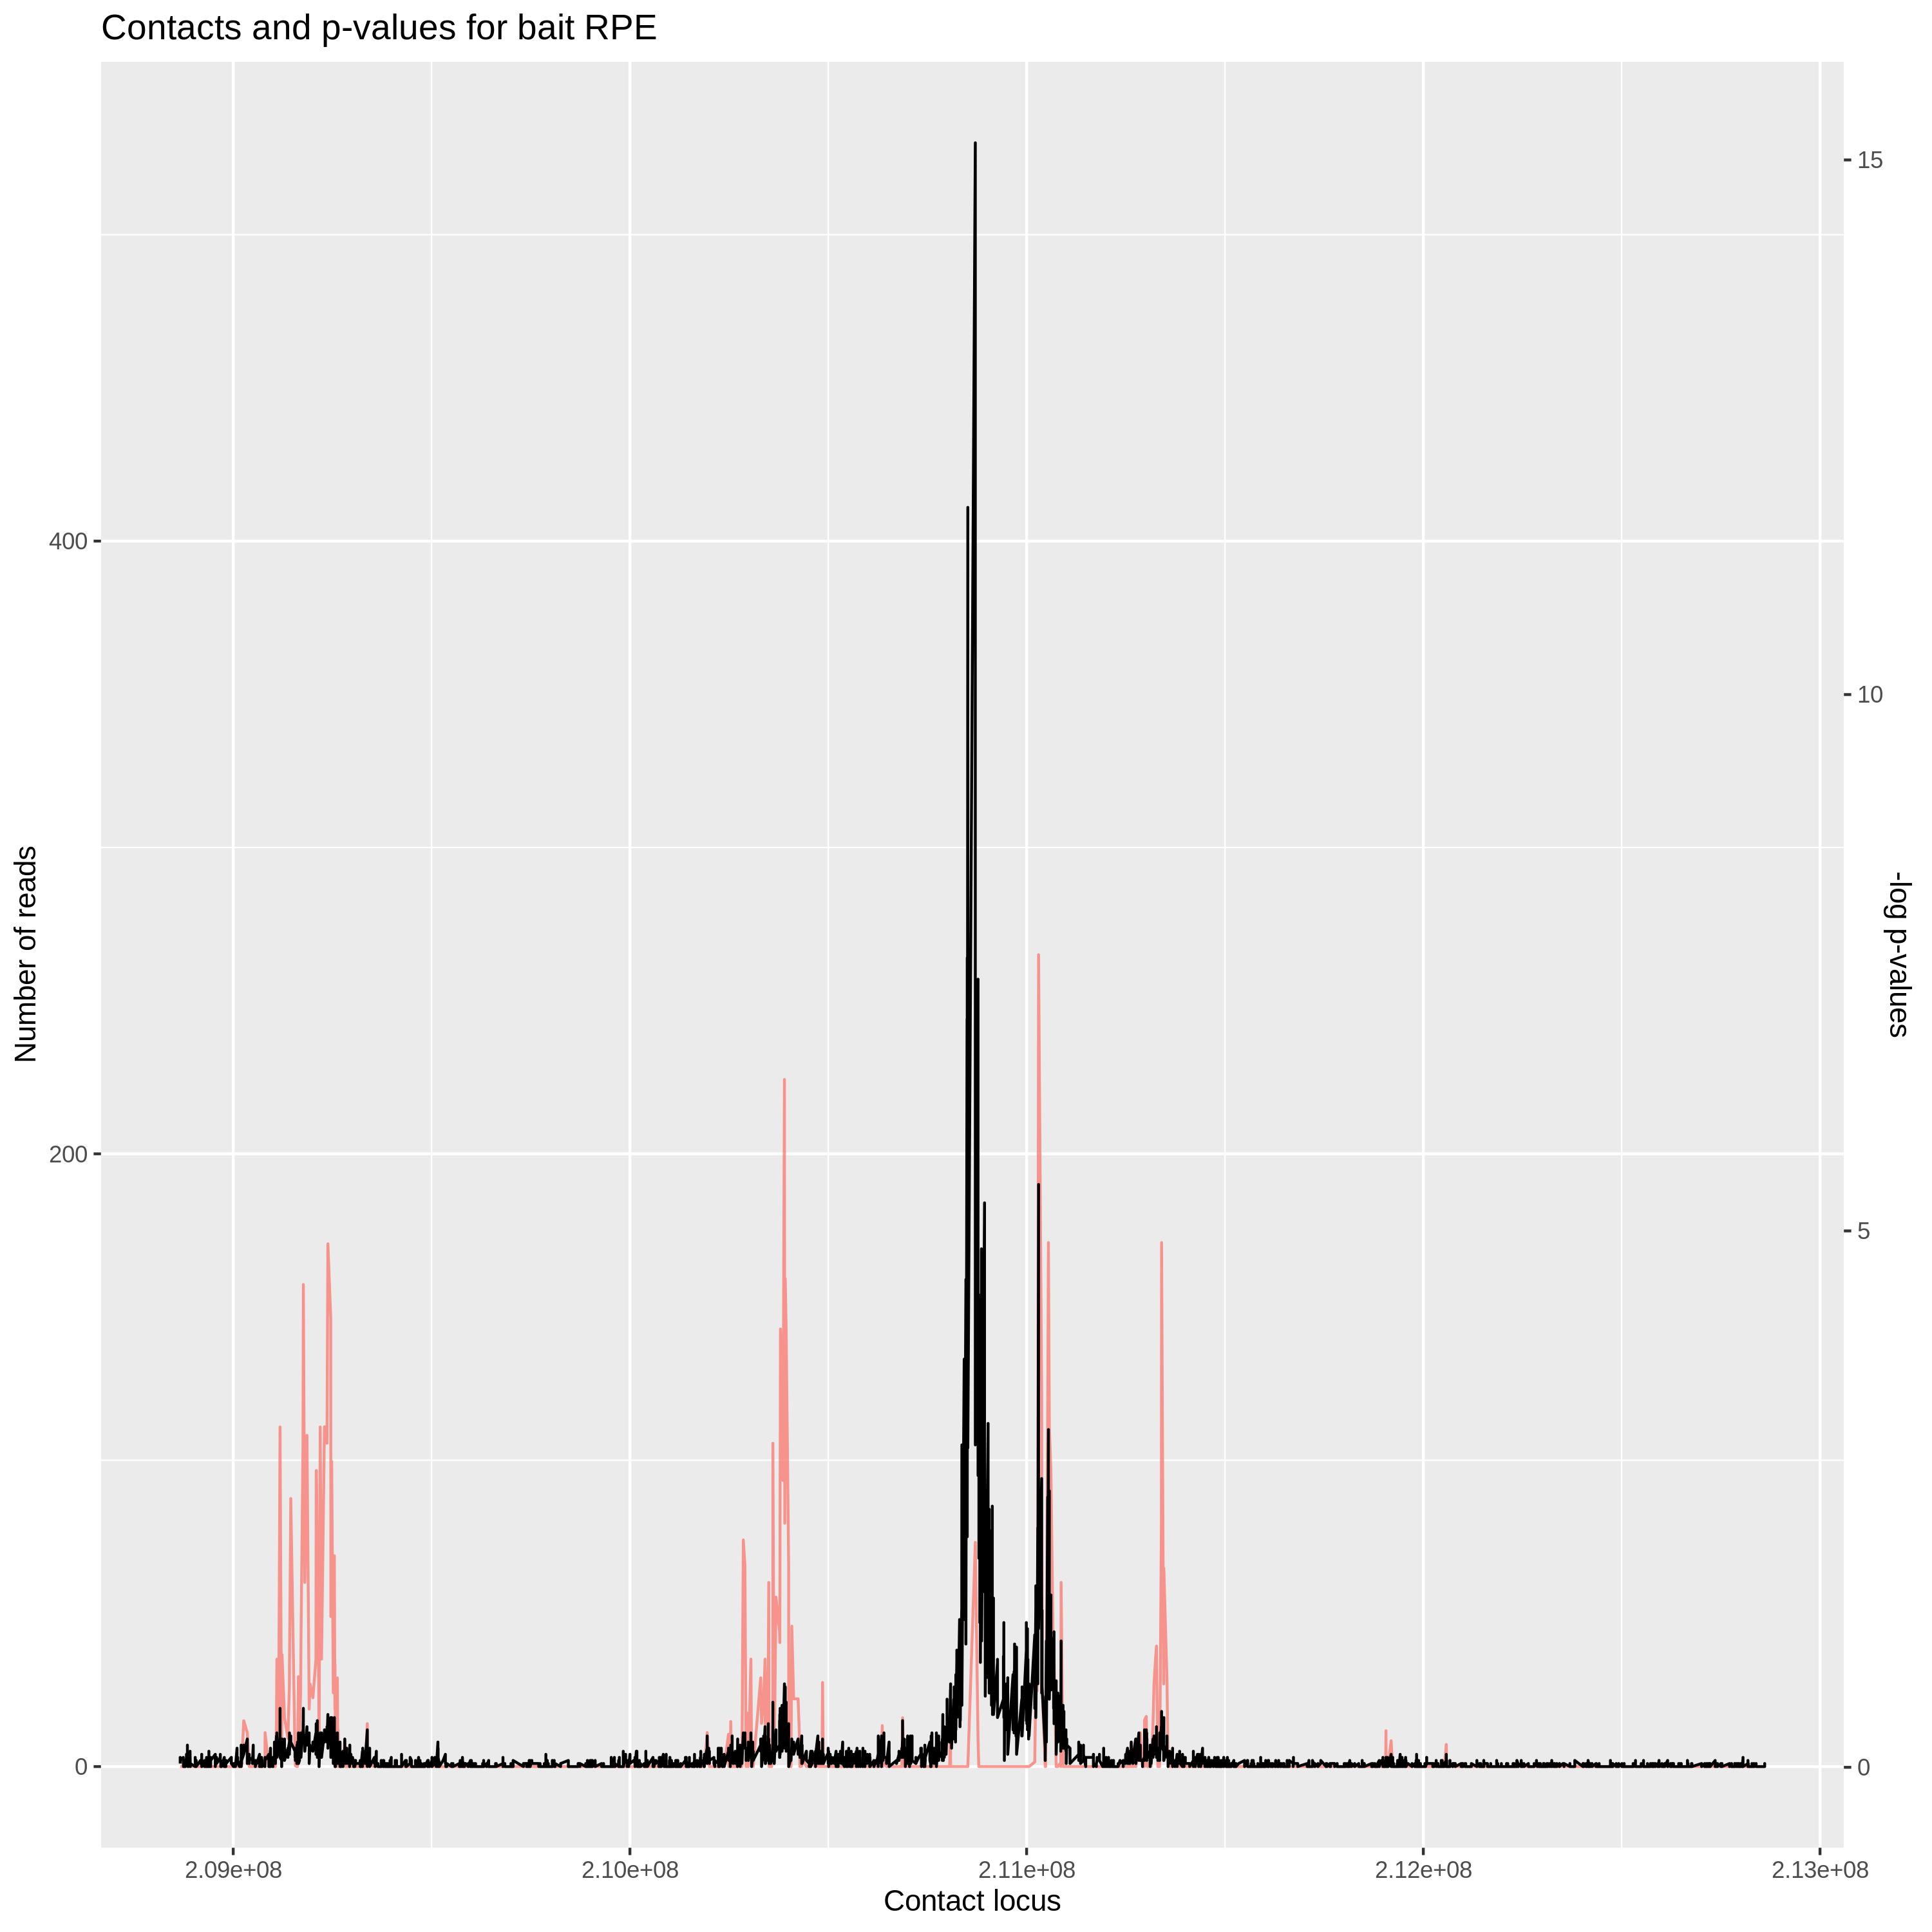 Contacts and p-values for bait RPE
Number of reads
400
200
0
15
10
5
0
-log p-values
2.09e+08 2.10e+08 2.11e+08 2.12e+08 2.13e+08
Contact locus